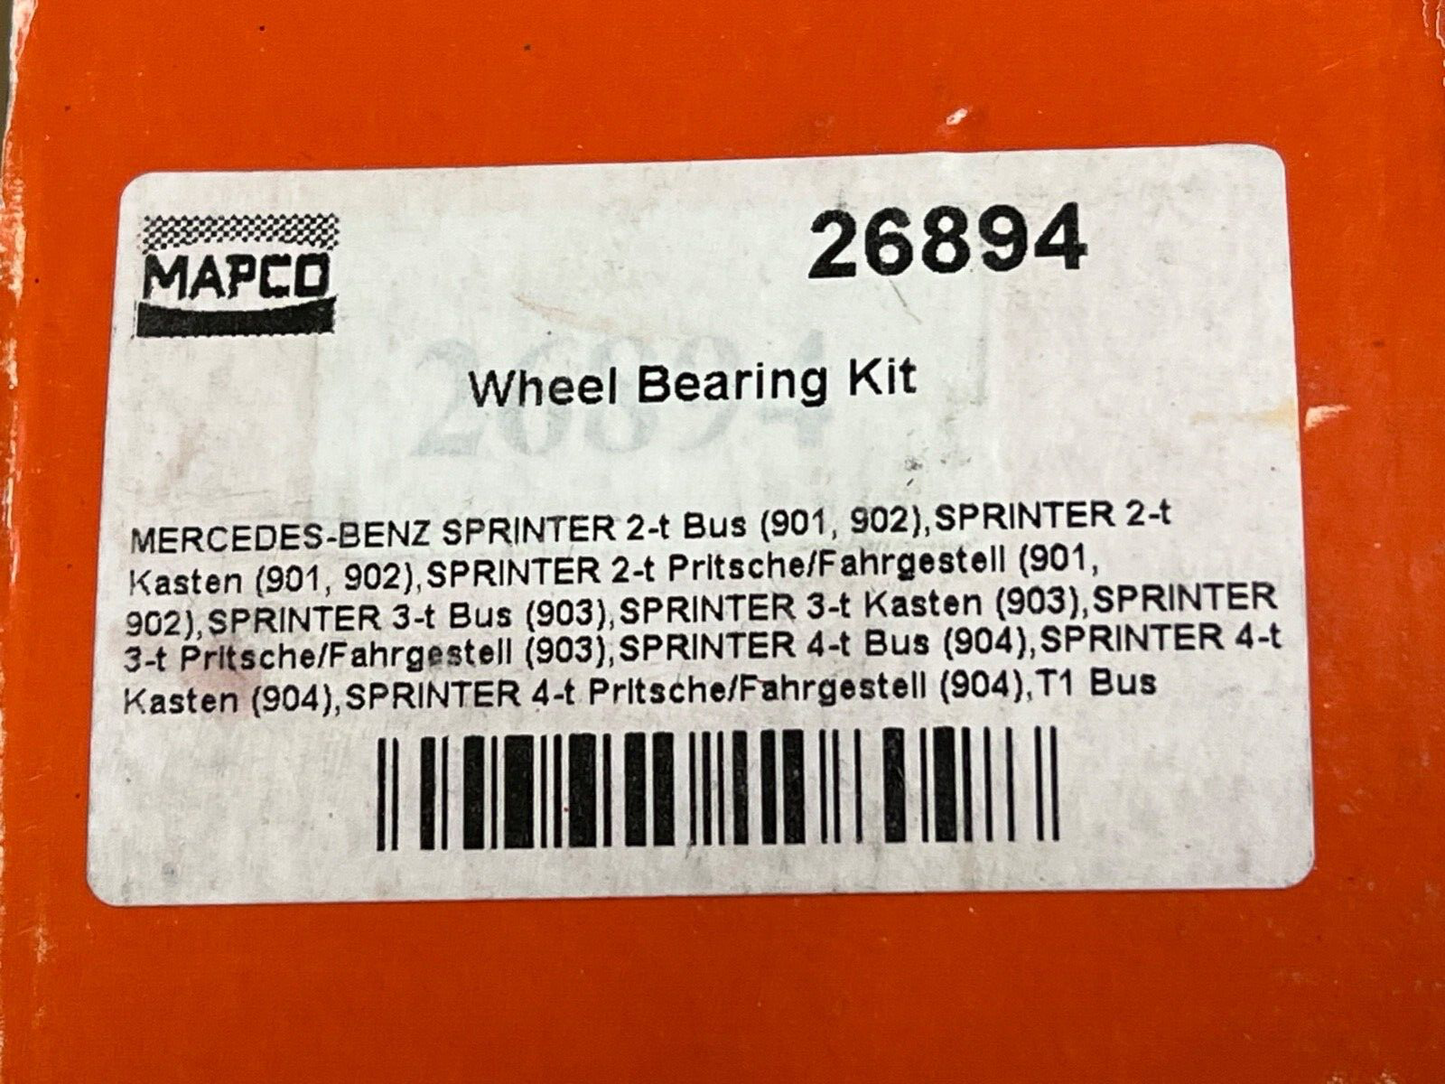 MAPCO
26894
26894
Wheel Bearing Kit
MERCEDES-BENZ SPRINTER 2-t Bus (901, 902),SPRINTER 2-t
Kasten (901, 902),SPRINTER 2-t Pritsche/Fahrgestell (901,
902),SPRINTER 3-t Bus (903),SPRINTER 3-t Kasten (903),SPRINTER
3-t Pritsche/Fahrgestell (903),SPRINTER 4-t Bus (904),SPRINTER 4-t
Kasten (904),SPRINTER 4-t Pritsche/Fahrgestell (904),T1 Bus